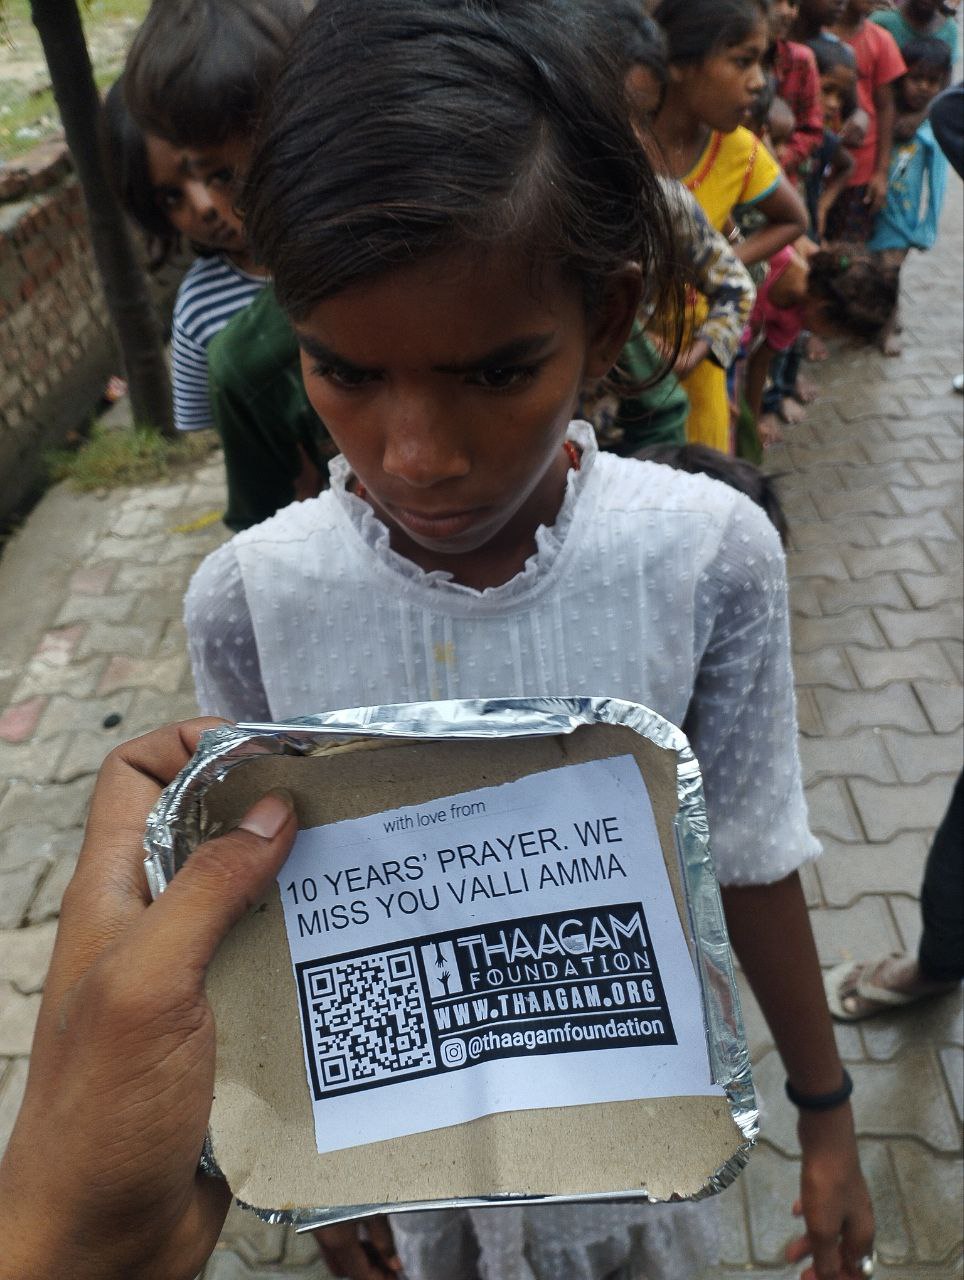 with love from
10 YEARS' PRAYER. WE
MISS YOU VALLI AMMA
THAAGAM
FOUNDATION
WWW.THAAGAM.ORG
@thaagamfoundation